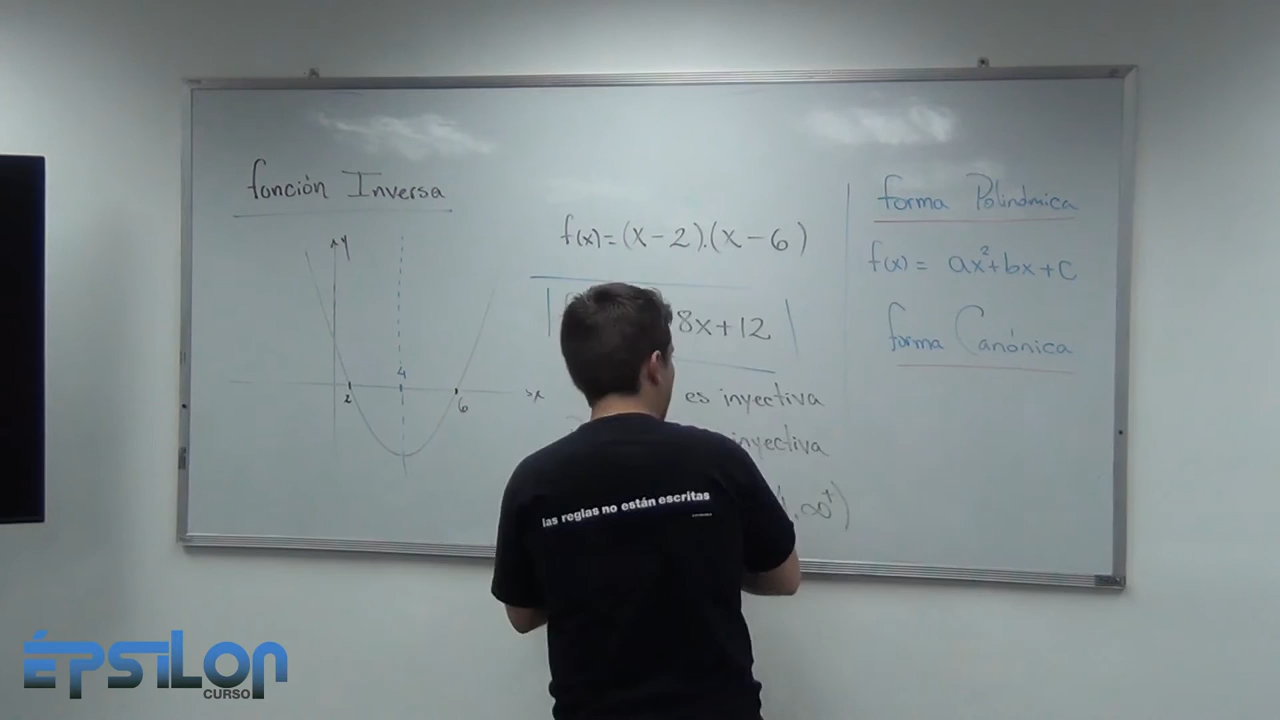 función Inversa
y
4
2
6
x
f(x)=(x-2).(x-6)
8x+12
es inyectiva
inyectiva
,∞⁺)
forma Polinómica
f(x)= ax²+bx+c
forma Canónica
las reglas no están escritas
ÉPSILON
CURSO